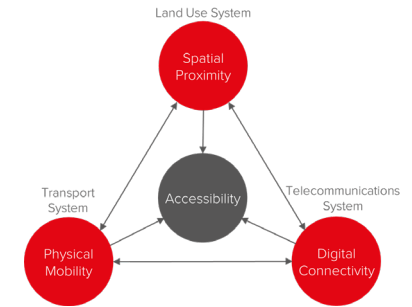 Land Use System
Spatial
Proximity
Accessibility
Transport
System
Physical
Mobility
Telecommunications
System
Digital
Connectivity